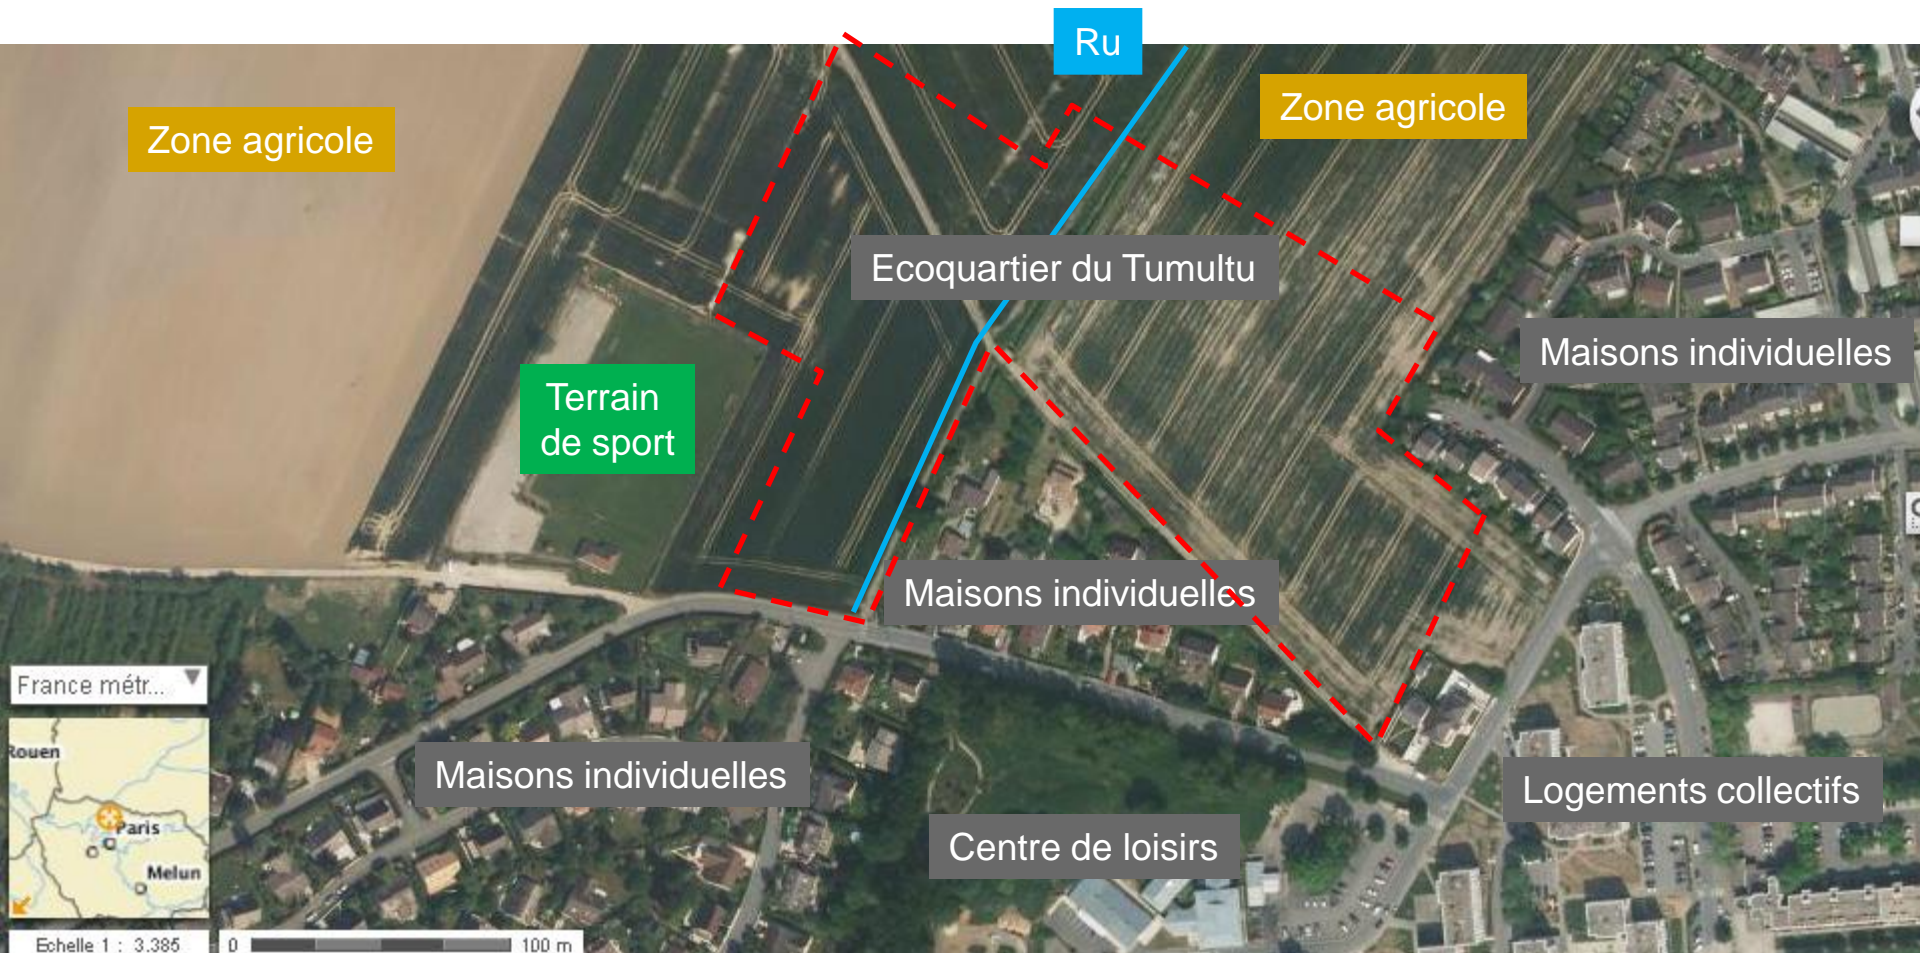 Ru
Zone agricole
Zone agricole
Ecoquartier du Tumultu
Maisons individuelles
Terrain
de sport
Maisons individuelles
France métr...
Rouen
Paris
Melun
Maisons individuelles
Logements collectifs
Centre de loisirs
Echelle 1 : 3.385
0 100 m